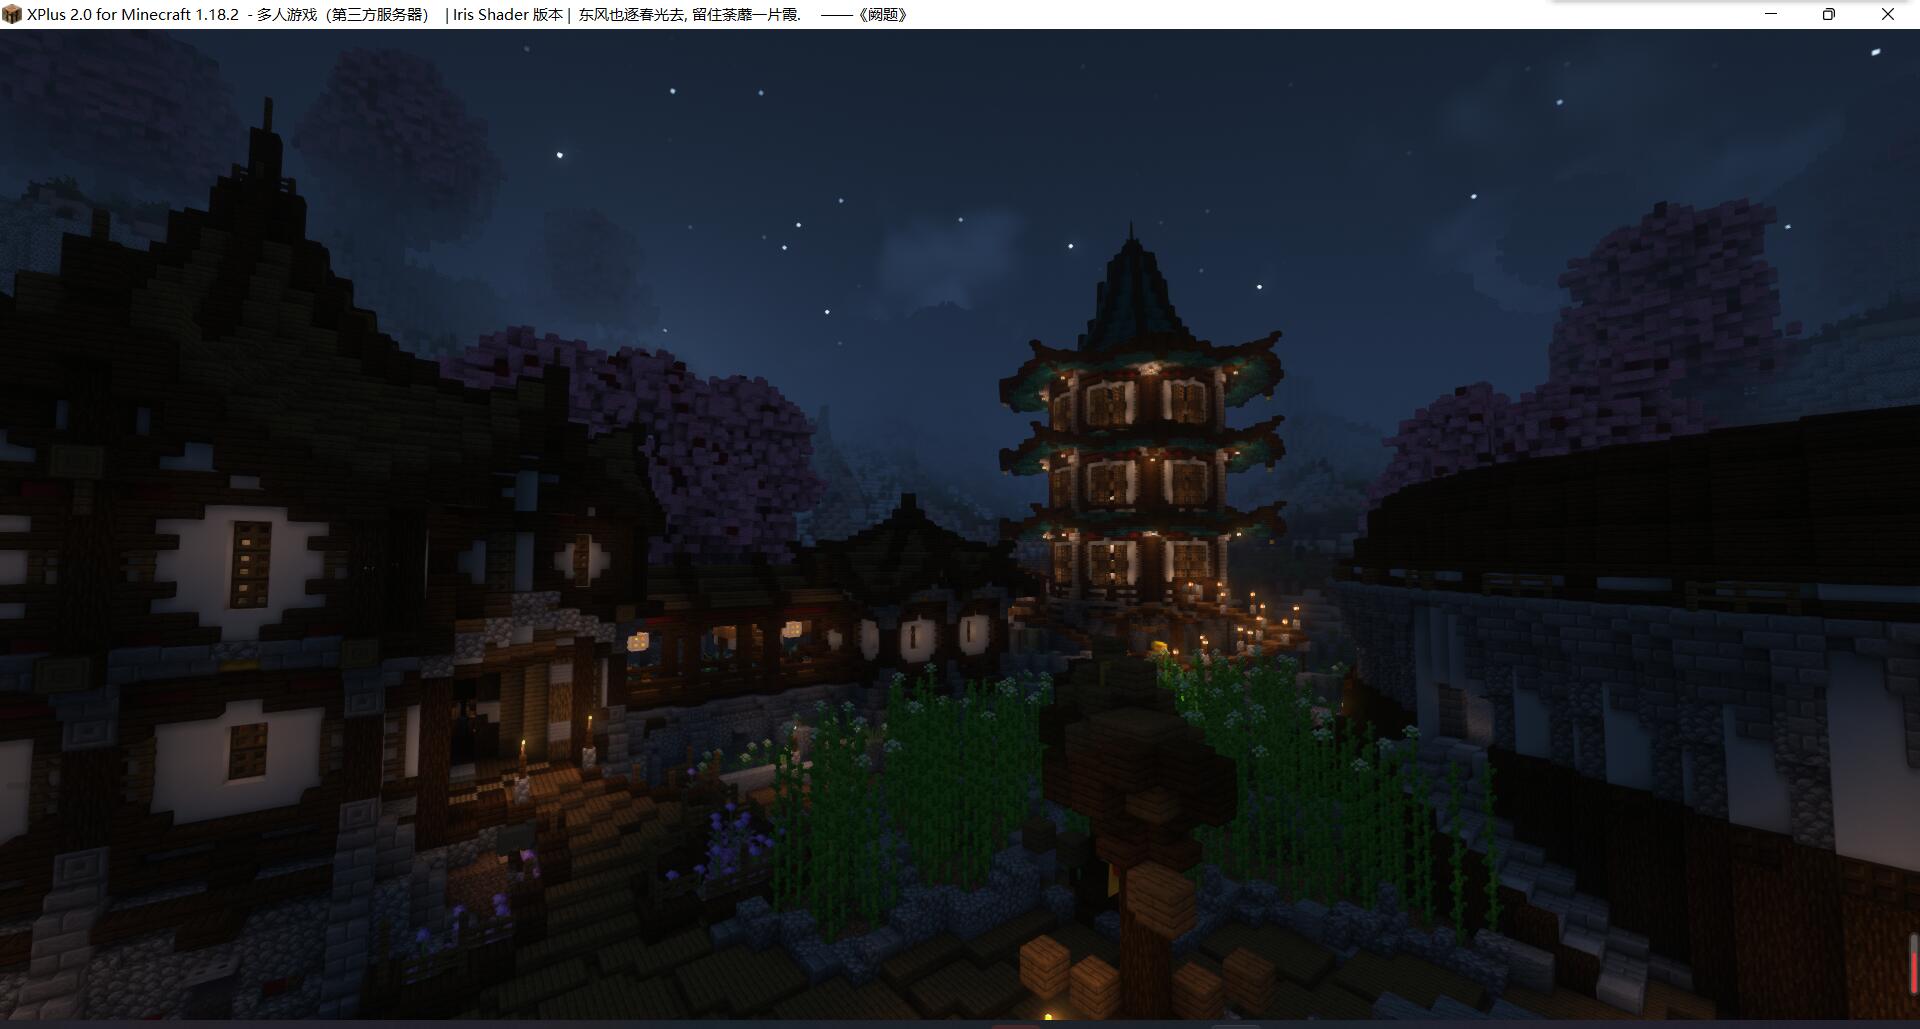 XPlus 2.0 for Minecraft 1.18.2 - 多人游戏（第三方服务器） | Iris Shader 版本 | 东风也逐春光去, 留住荼蘼一片霞. ——《阙题》